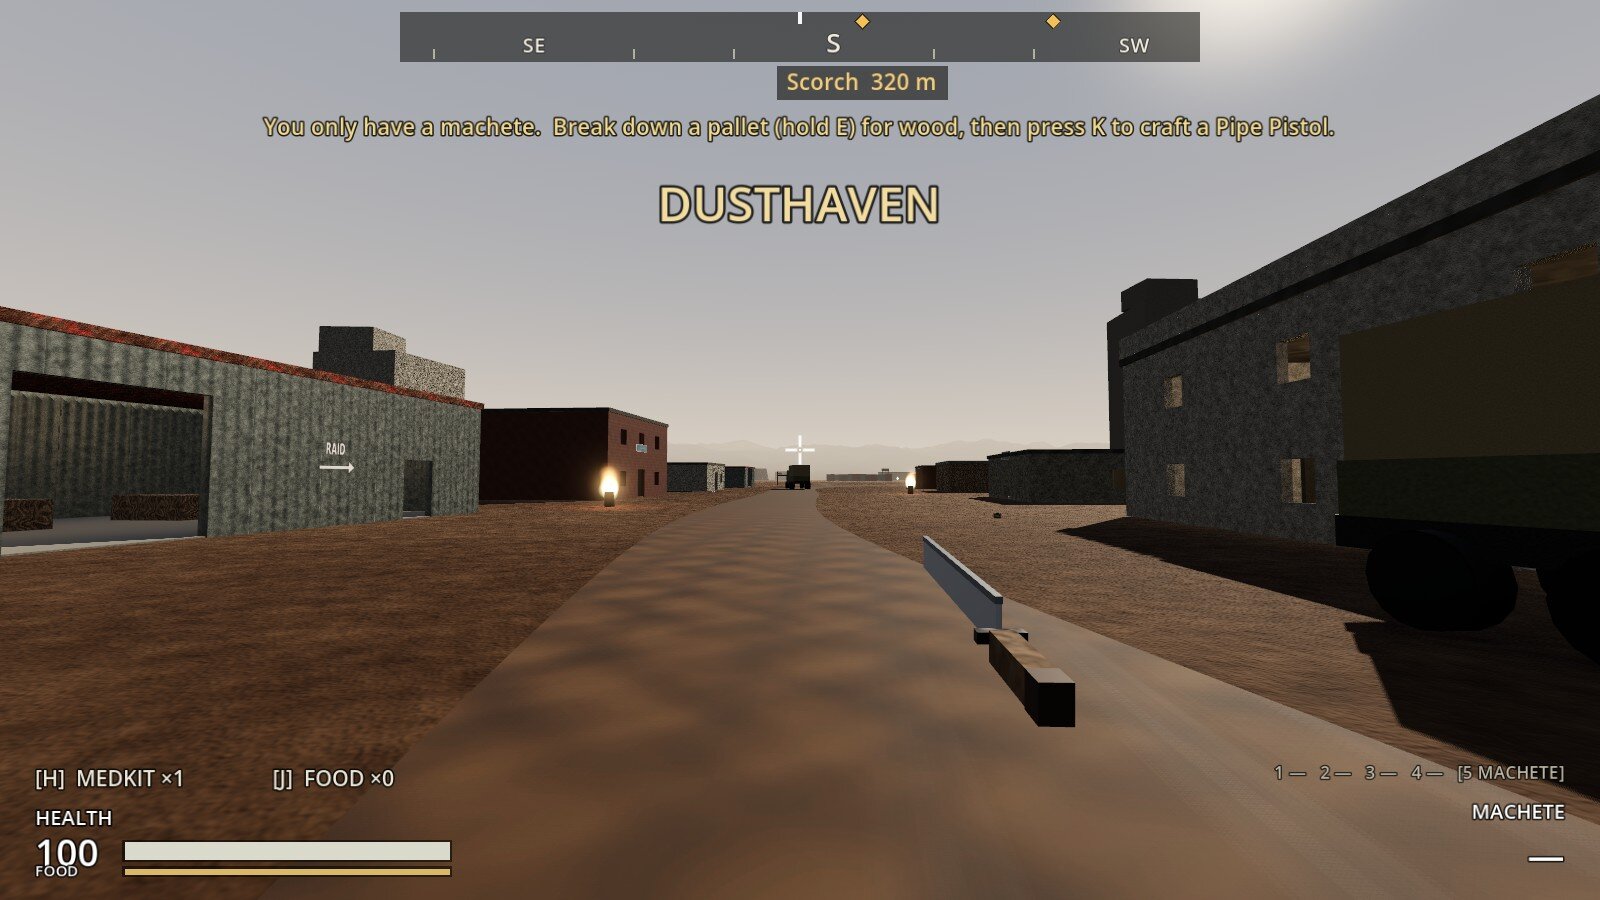 SE S SW
Scorch 320 m
You only have a machete. Break down a pallet (hold E) for wood, then press K to craft a Pipe Pistol.
DUSTHAVEN
RAID
[H] MEDKIT ×1 [J] FOOD ×0
1— 2— 3— 4— [5 MACHETE]
HEALTH
MACHETE
100
FOOD